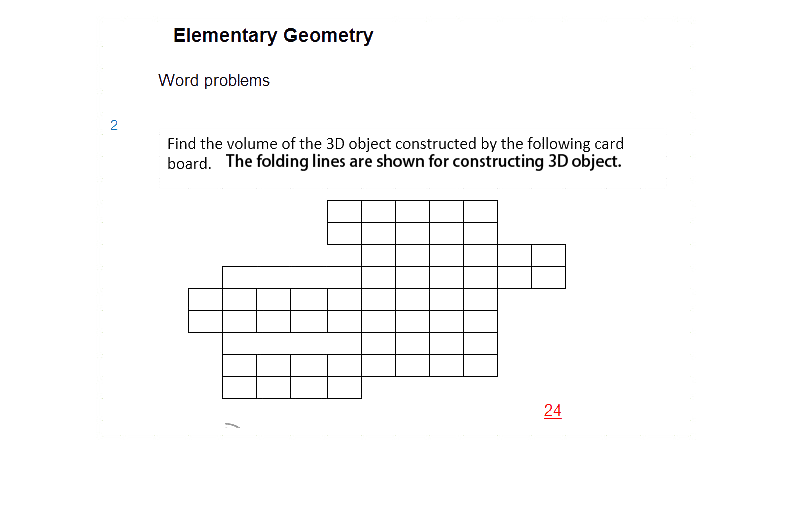 Elementary Geometry
Word problems
2
Find the volume of the 3D object constructed by the following card
board. The folding lines are shown for constructing 3D object.
24